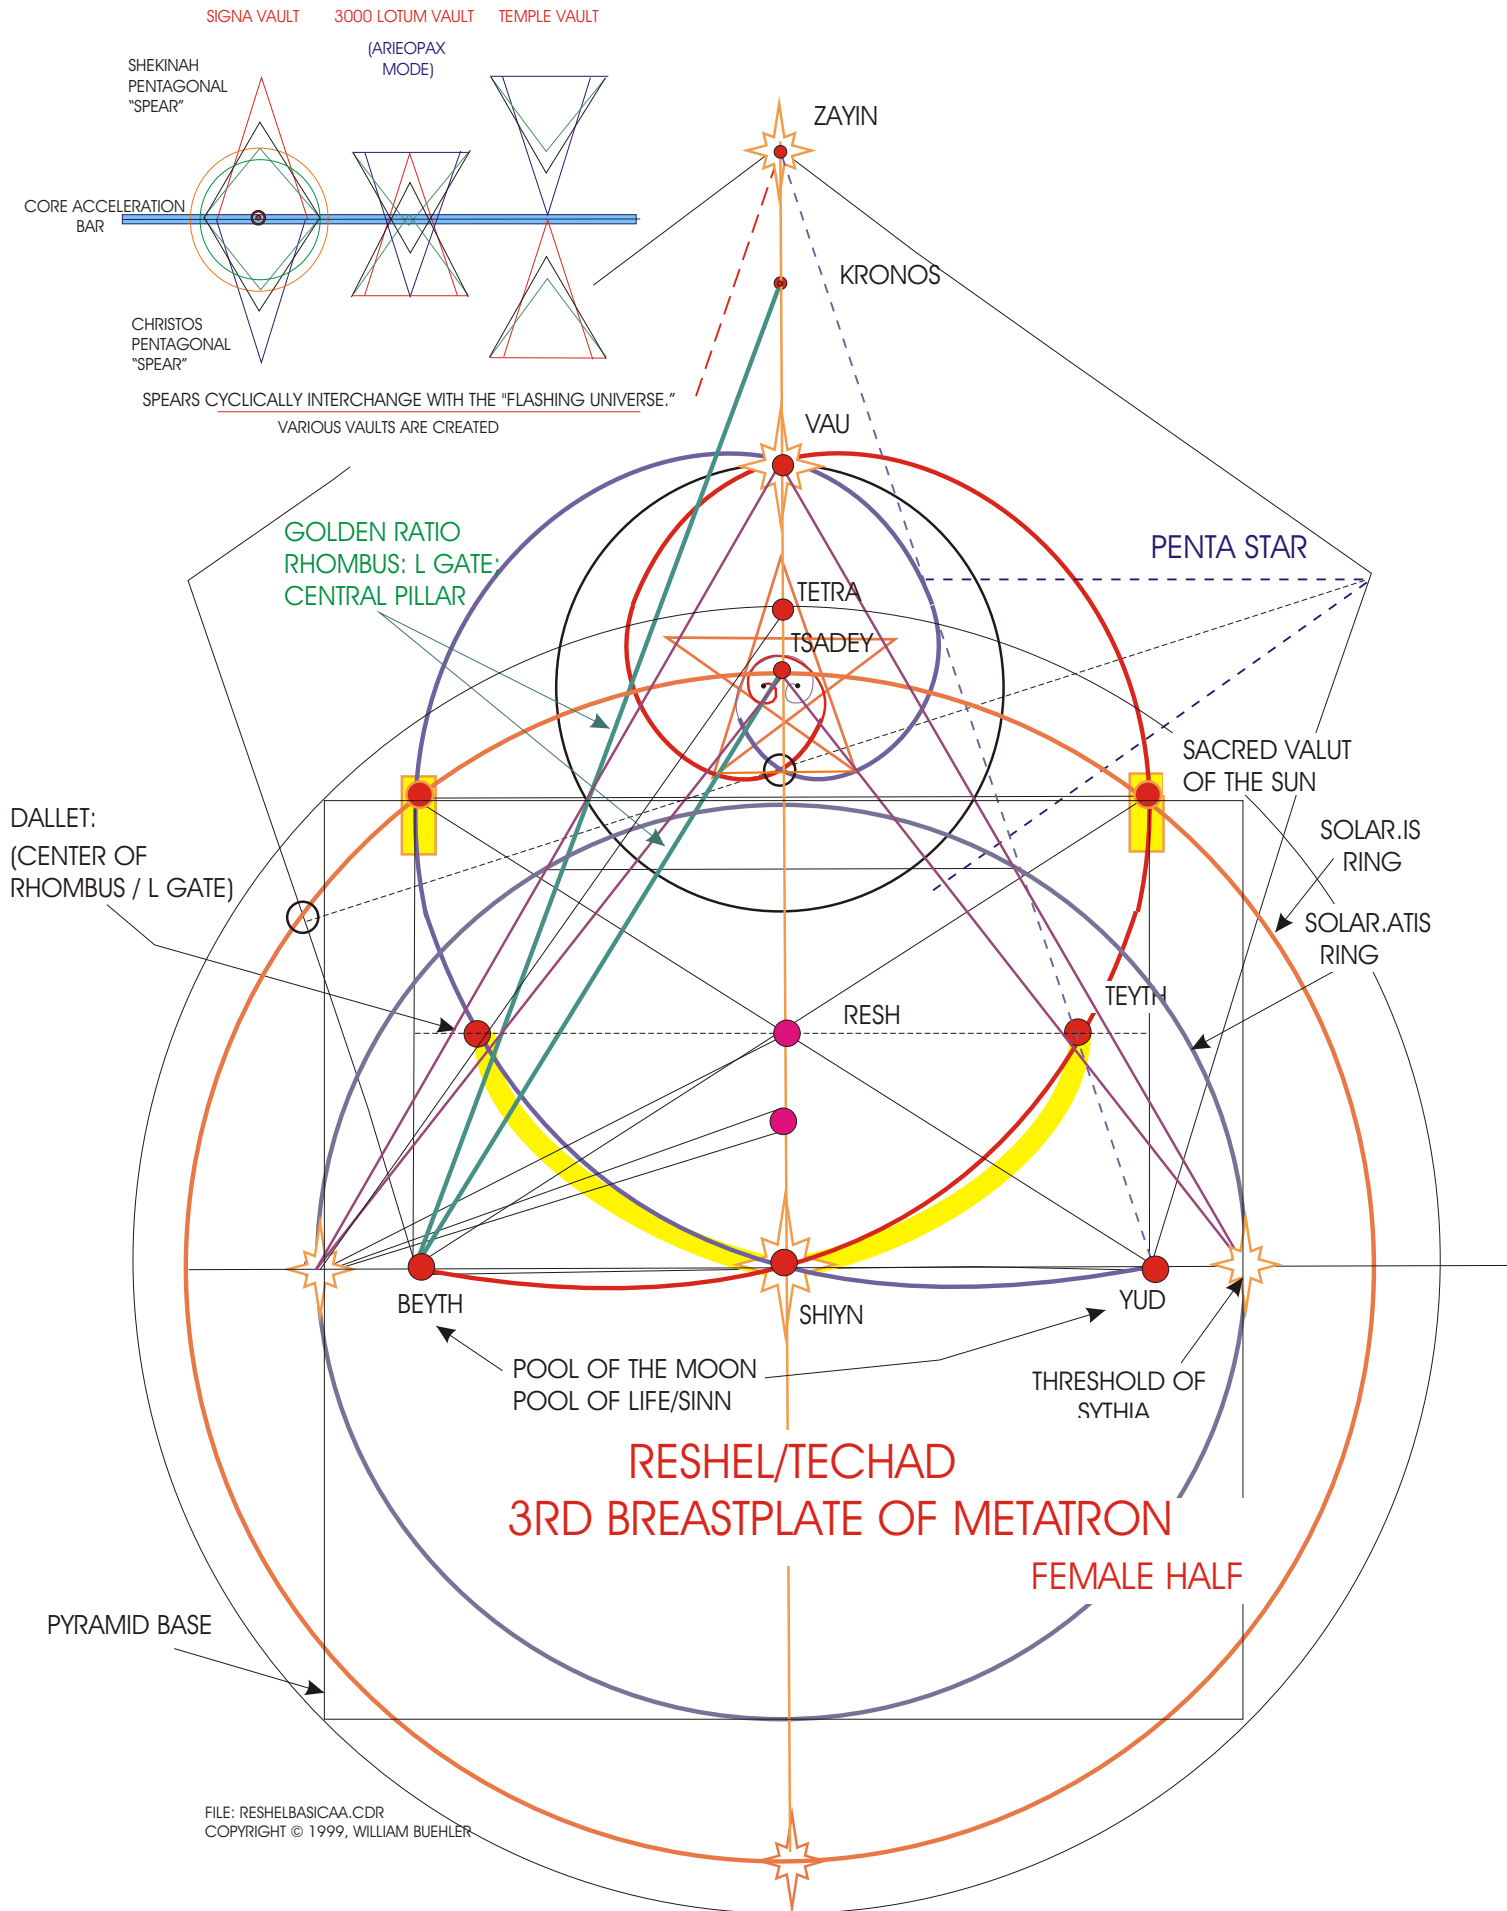 SIGNA VAULT
3000 LOTUM VAULT
TEMPLE VAULT
(ARIEOPAX
MODE)
SHEKINAH
PENTAGONAL
“SPEAR”
CORE ACCELERATION
BAR
CHRISTOS
PENTAGONAL
“SPEAR”
SPEARS CYCLICALLY INTERCHANGE WITH THE "FLASHING UNIVERSE.”
VARIOUS VAULTS ARE CREATED
ZAYIN
KRONOS
VAU
GOLDEN RATIO
RHOMBUS: L GATE;
CENTRAL PILLAR
PENTA STAR
TETRA
TSADEY
SACRED VALUT
OF THE SUN
DALLET:
(CENTER OF
RHOMBUS / L GATE)
SOLAR.IS
RING
SOLAR.ATIS
RING
TEYTH
RESH
BEYTH
SHIYN
YUD
POOL OF THE MOON
POOL OF LIFE/SINN
THRESHOLD OF
SYTHIA
RESHEL/TECHAD
3RD BREASTPLATE OF METATRON
FEMALE HALF
PYRAMID BASE
FILE: RESHELBASICAA.CDR
COPYRIGHT © 1999, WILLIAM BUEHLER